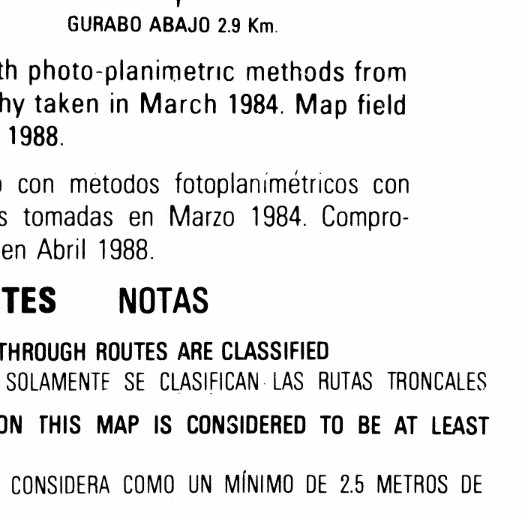 GURABO ABAJO 2.9 Km.
th photo-planimetric methods from
hy taken in March 1984. Map field
1988.
o con metodos fotoplanimétricos con
s tomadas en Marzo 1984. Compro-
en Abril 1988.
TES NOTAS
THROUGH ROUTES ARE CLASSIFIED
SOLAMENTE SE CLASIFICAN LAS RUTAS TRONCALES
ON THIS MAP IS CONSIDERED TO BE AT LEAST
CONSIDERA COMO UN MÍNIMO DE 2.5 METROS DE